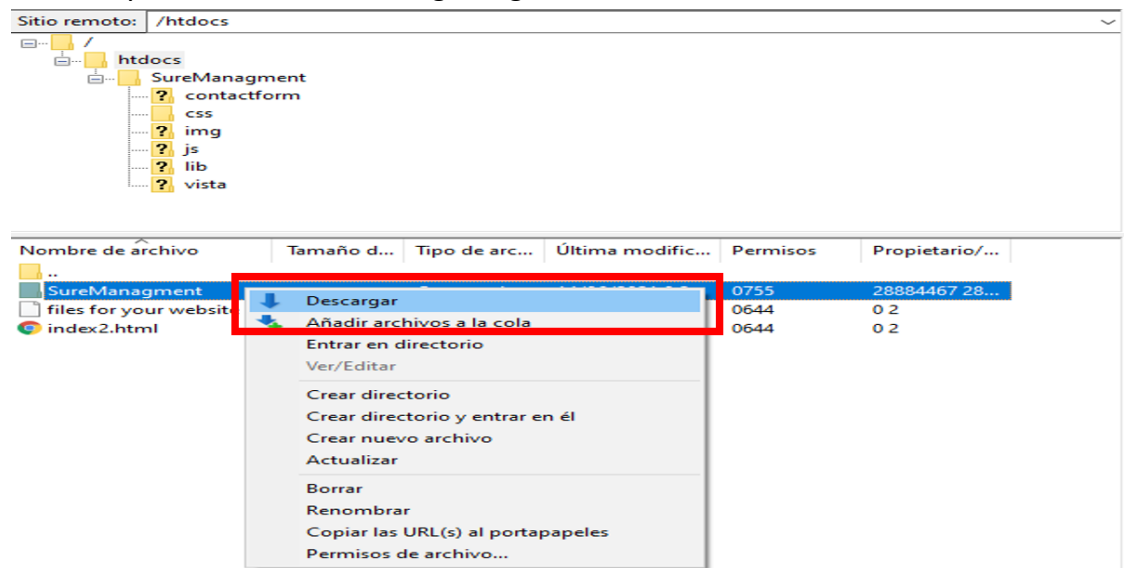 Sitio remoto: /htdocs
/
htdocs
SureManagment
? contactform
css
? img
? js
? lib
? vista
Nombre de archivo Tamaño d... Tipo de arc... Última modific... Permisos Propietario/...
..
SureManagment 0755 28884467 28...
files for your website 0644 0 2
index2.html 0644 0 2
Descargar
Añadir archivos a la cola
Entrar en directorio
Ver/Editar
Crear directorio
Crear directorio y entrar en él
Crear nuevo archivo
Actualizar
Borrar
Renombrar
Copiar las URL(s) al portapapeles
Permisos de archivo...